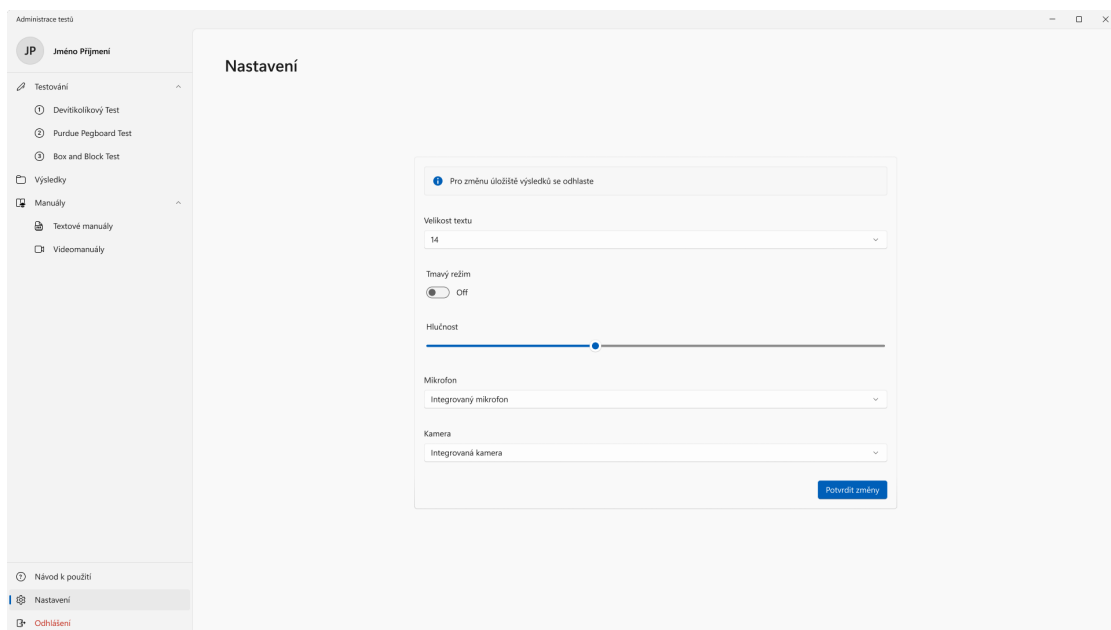 Administrace testů
JP
Jméno Příjmení
Testování
1 Devítikolíkový Test
2 Purdue Pegboard Test
3 Box and Block Test
Výsledky
Manuály
Textové manuály
Videomanuály
Návod k použití
Nastavení
Odhlášení
Nastavení
Pro změnu úložiště výsledků se odhlaste
Velikost textu
14
Tmavý režim
Off
Hlučnost
Mikrofon
Integrovaný mikrofon
Kamera
Integrovaná kamera
Potvrdit změny